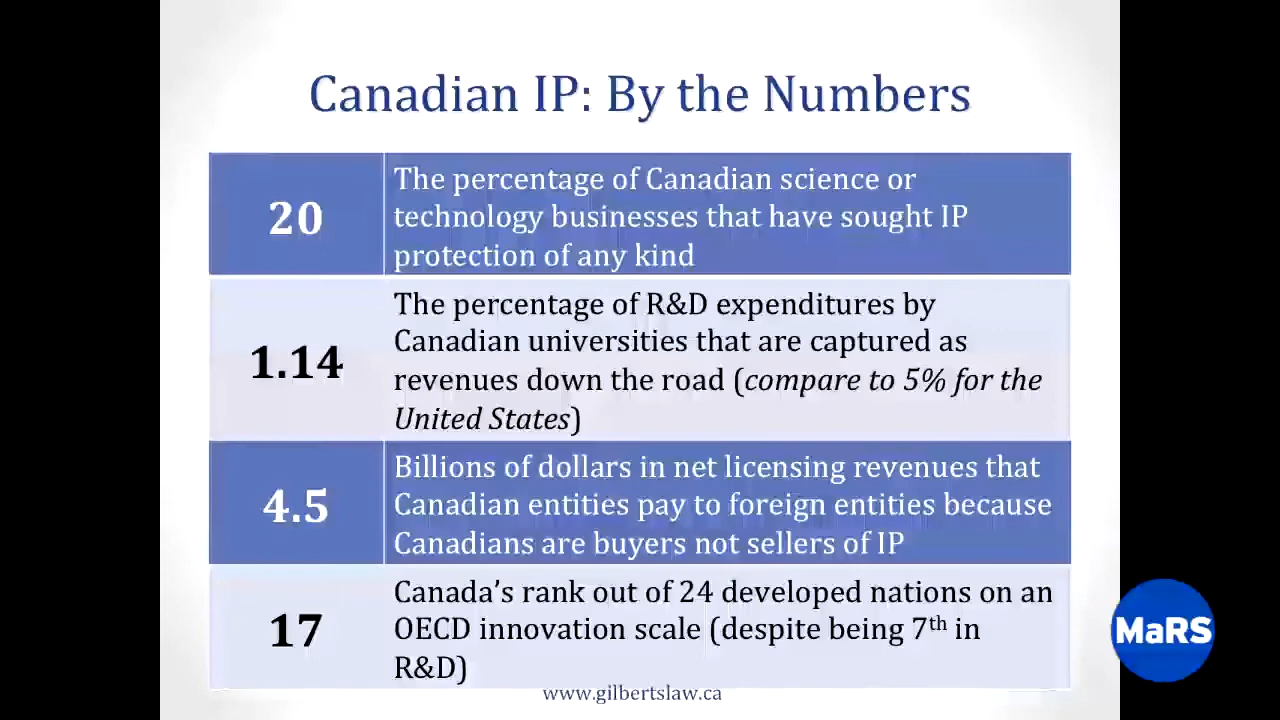 Canadian IP: By the Numbers
20
The percentage of Canadian science or
technology businesses that have sought IP
protection of any kind
1.14
The percentage of R&D expenditures by
Canadian universities that are captured as
revenues down the road (compare to 5% for the
United States)
4.5
Billions of dollars in net licensing revenues that
Canadian entities pay to foreign entities because
Canadians are buyers not sellers of IP
17
Canada’s rank out of 24 developed nations on an
OECD innovation scale (despite being 7th in
R&D)
www.gilbertslaw.ca
MaRS